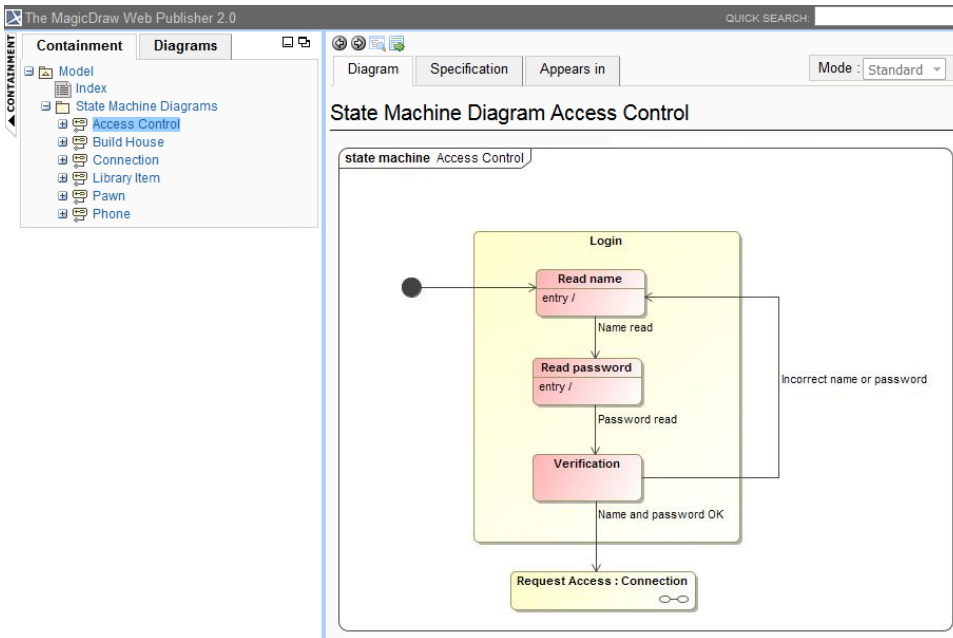 The MagicDraw Web Publisher 2.0
QUICK SEARCH:
CONTAINMENT
Containment
Diagrams
Model
Index
State Machine Diagrams
Access Control
Build House
Connection
Library Item
Pawn
Phone
Diagram
Specification
Appears in
Mode : Standard
State Machine Diagram Access Control
state machine Access Control
Login
Read name
entry /
Name read
Read password
entry /
Incorrect name or password
Password read
Verification
Name and password OK
Request Access : Connection